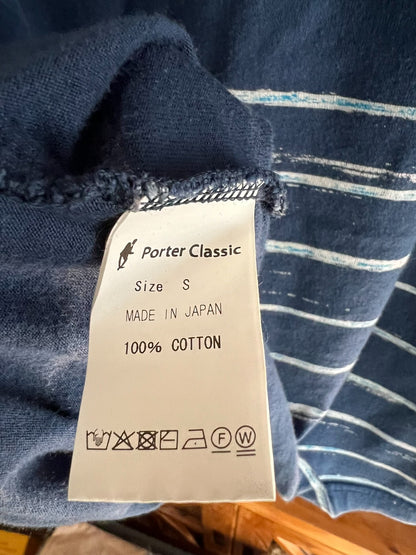 Porter Classic
Size S
MADE IN JAPAN
100% COTTON
F W